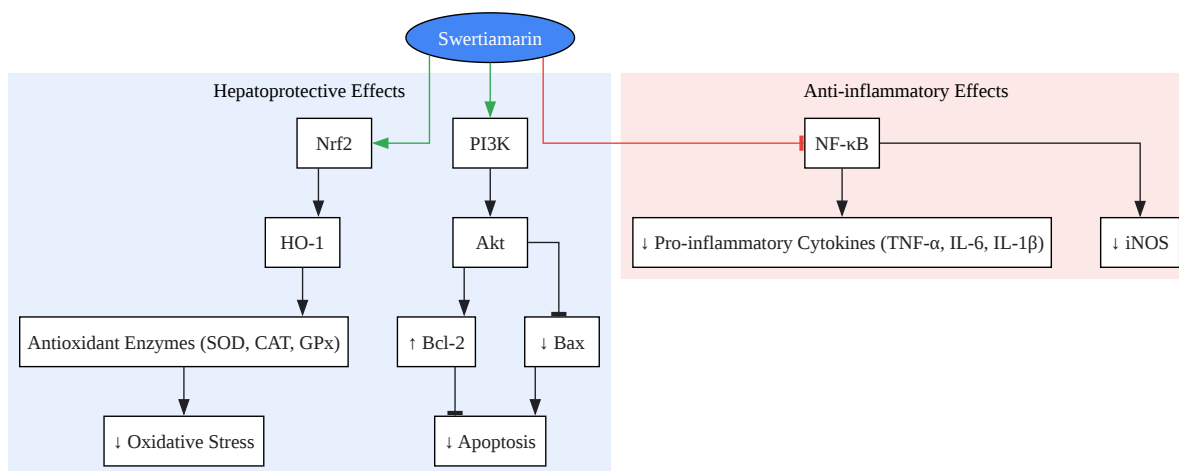 Swertiamarin
Hepatoprotective Effects
Anti-inflammatory Effects
Nrf2
PI3K
NF-κB
HO-1
Akt
↓ Pro-inflammatory Cytokines (TNF-α, IL-6, IL-1β)
↓ iNOS
Antioxidant Enzymes (SOD, CAT, GPx)
↑ Bcl-2
↓ Bax
↓ Oxidative Stress
↓ Apoptosis